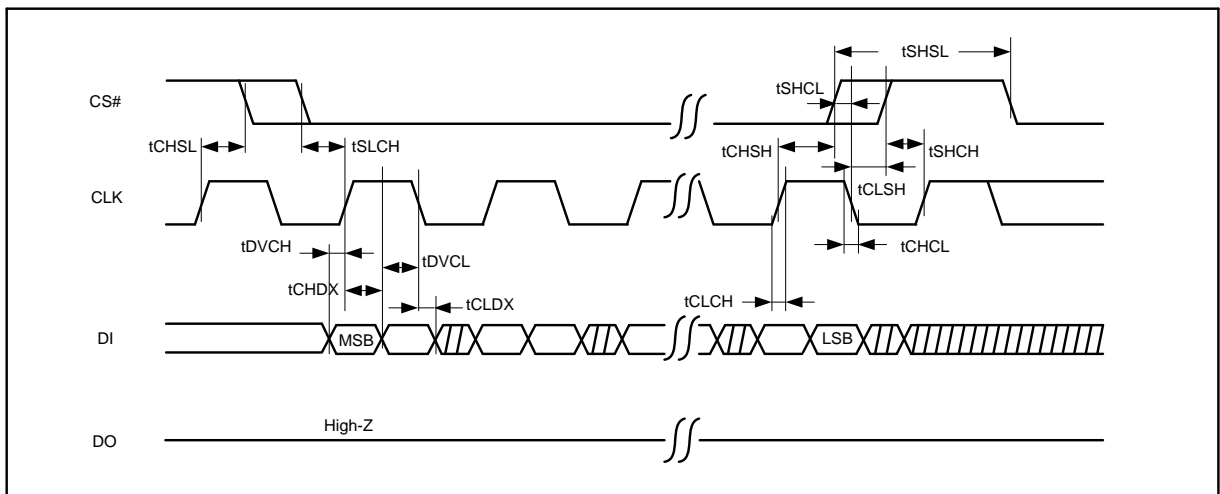 tSHSL
tSHCL
CS#
tCHSL
tSLCH
tCHSH
tSHCH
tCLSH
CLK
tDVCH
tDVCL
tCHCL
tCHDX
tCLDX
tCLCH
DI
MSB
LSB
High-Z
DO